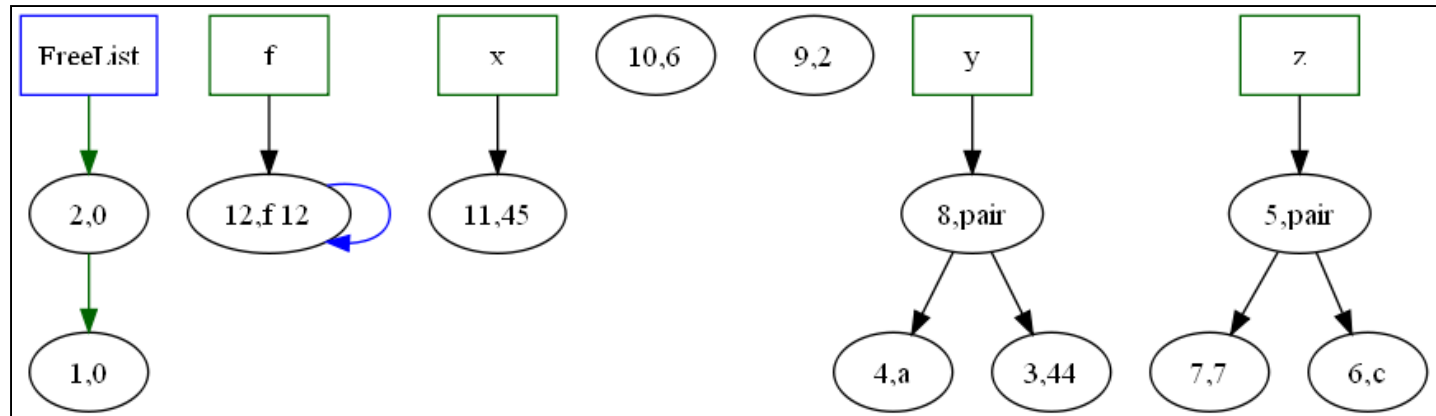 FreeList
f
x
10,6
9,2
y
z
2,0
12,f 12
11,45
8,pair
5,pair
1,0
4,a
3,44
7,7
6,c